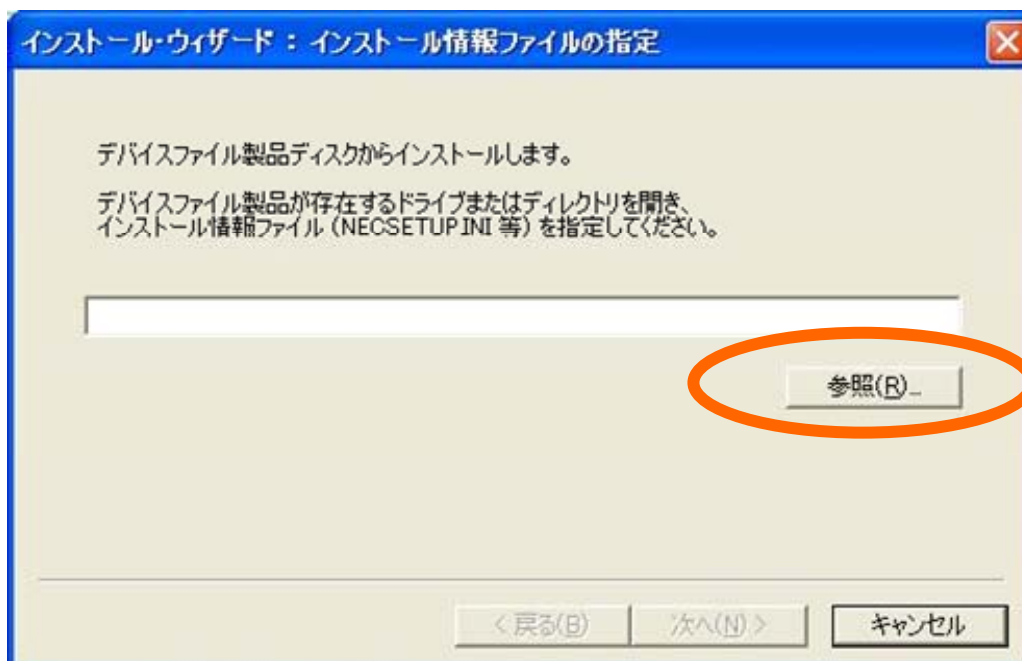 インストール・ウィザード : インストール情報ファイルの指定
デバイスファイル製品ディスクからインストールします。
デバイスファイル製品が存在するドライブまたはディレクトリを開き、
インストール情報ファイル (NECSETUP.INI 等) を指定してください。
参照(R)...
< 戻る(B)
次へ(N) >
キャンセル